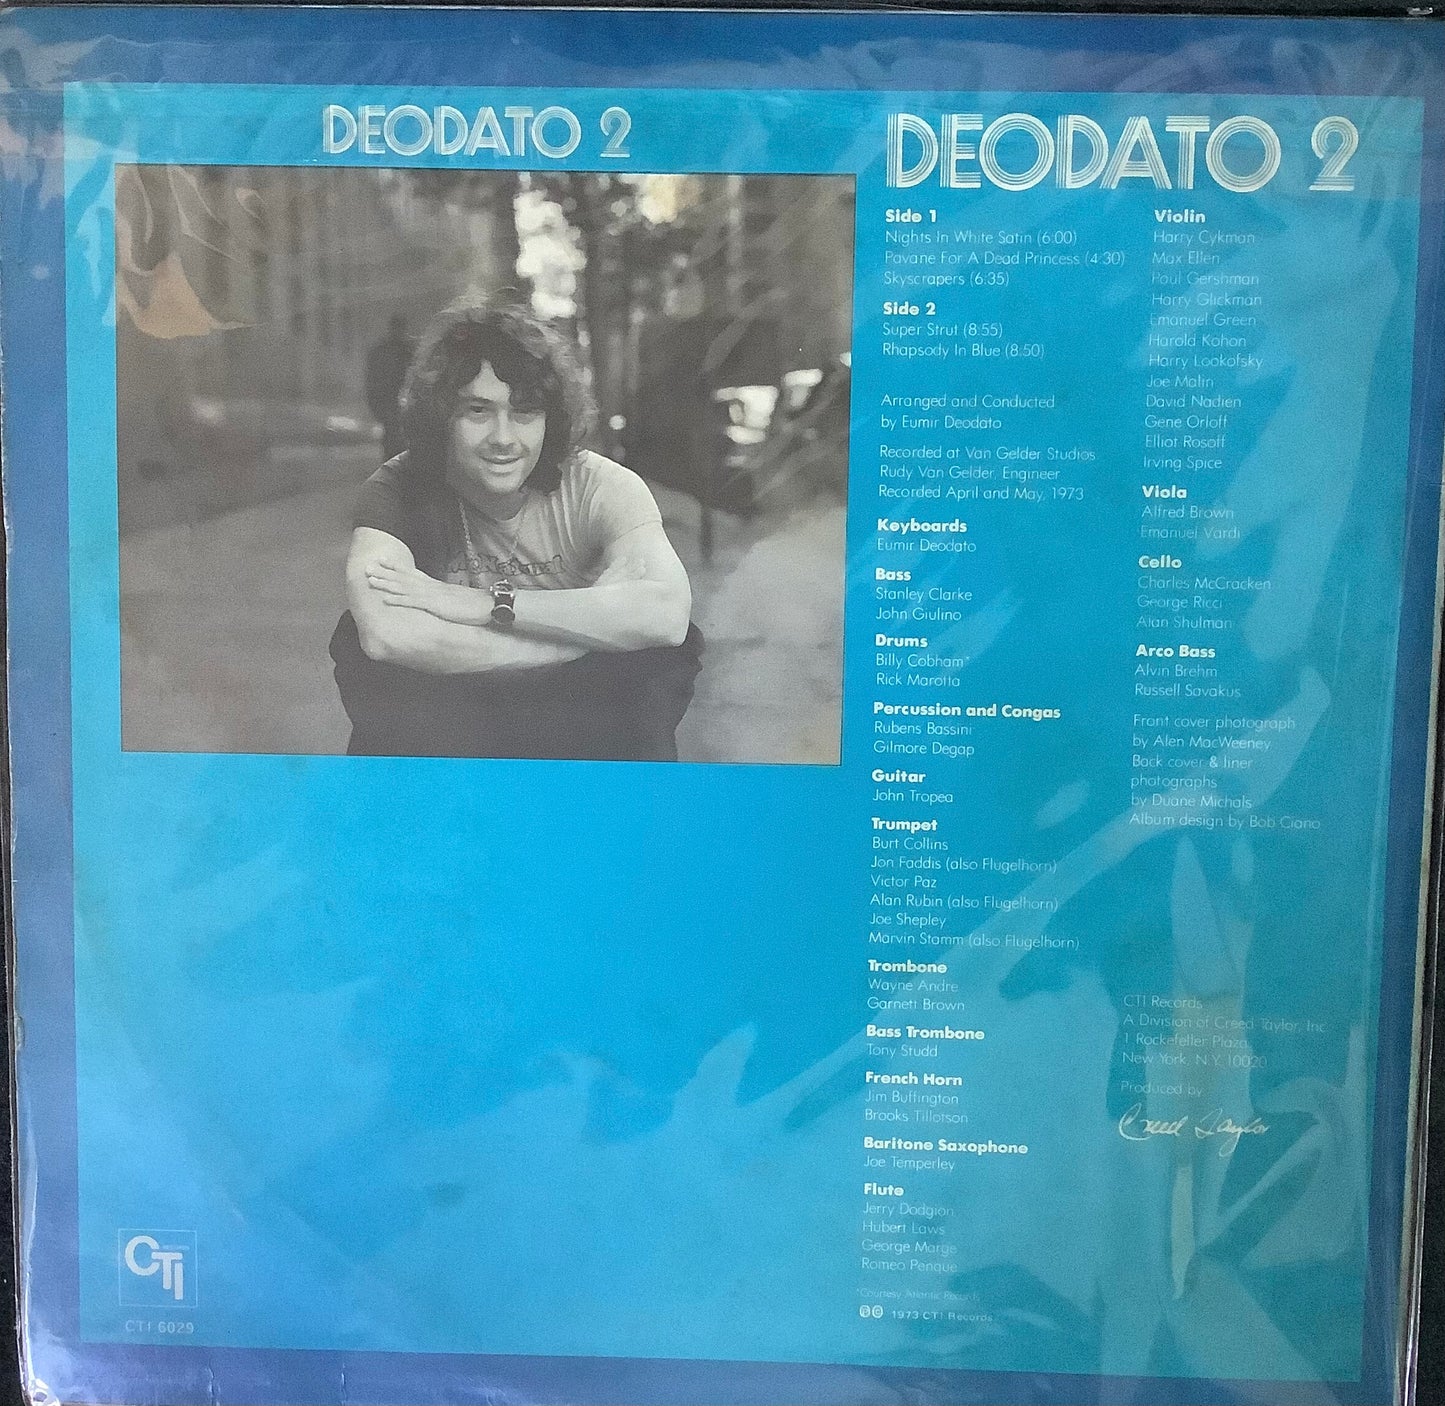 DEODATO 2
DEODATO 2
Side 1
Nights In White Satin (6:00)
Pavane For A Dead Princess (4:30)
Skyscrapers (6:35)
Side 2
Super Strut (8:55)
Rhapsody In Blue (8:50)
Arranged and Conducted
by Eumir Deodato
Recorded at Van Gelder Studios
Rudy Van Gelder, Engineer
Recorded April and May, 1973
Keyboards
Eumir Deodato
Bass
Stanley Clarke
John Giulino
Drums
Billy Cobham*
Rick Marotta
Percussion and Congas
Rubens Bassini
Gilmore Degap
Guitar
John Tropea
Trumpet
Burt Collins
Jon Faddis (also Flugelhorn)
Victor Paz
Alan Rubin (also Flugelhorn)
Joe Shepley
Marvin Stamm (also Flugelhorn)
Trombone
Wayne Andre
Garnett Brown
Bass Trombone
Tony Studd
French Horn
Jim Buffington
Brooks Tillotson
Baritone Saxophone
Joe Temperley
Flute
Jerry Dodgion
Hubert Laws
George Marge
Romeo Penque
*Courtesy Atlantic Records
℗© 1973 CTI Records
Violin
Harry Cykman
Max Ellen
Paul Gershman
Harry Glickman
Emanuel Green
Harold Kohon
Harry Lookofsky
Joe Malin
David Nadien
Gene Orloff
Elliot Rosoff
Irving Spice
Viola
Alfred Brown
Emanuel Vardi
Cello
Charles McCracken
George Ricci
Alan Shulman
Arco Bass
Alvin Brehm
Russell Savakus
Front cover photograph
by Alen MacWeeney
Back cover & liner
photographs
by Duane Michals
Album design by Bob Ciano
CTI Records
A Division of Creed Taylor, Inc.
1 Rockefeller Plaza
New York, N.Y. 10020
Produced by
Creed Taylor
CTI
RECORDS
CTI 6029